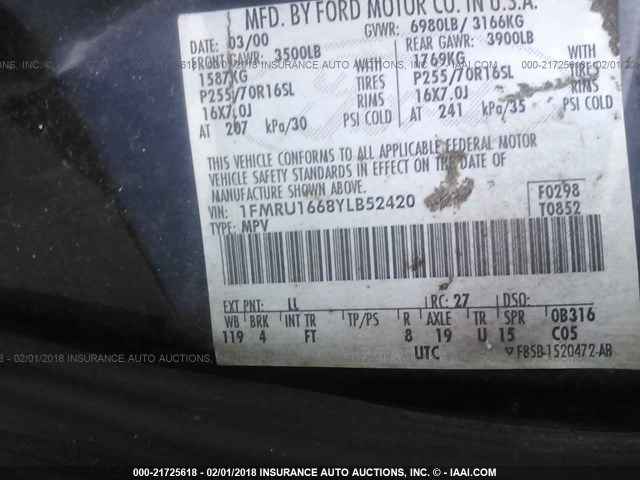 MFD. BY FORD MOTOR CO. IN U.S.A.
DATE: 03/00 GVWR: 6980LB/ 3166KG
FRONT GAWR: 3500LB REAR GAWR: 3900LB
1587KG WITH 1769KG WITH
P255/70R16SL TIRES P255/70R16SL TIRES
16X7.0J RIMS 16X7.0J RIMS
AT 207 kPa/30 PSI COLD AT 241 kPa/35 PSI COLD
THIS VEHICLE CONFORMS TO ALL APPLICABLE FEDERAL MOTOR
VEHICLE SAFETY STANDARDS IN EFFECT ON THE DATE OF
MANUFACTURE SHOWN ABOVE.
VIN: 1FMRU1668YLB52420 F0298
TYPE: MPV T0852
EXT PNT: LL RC: 27 DSO:
WB BRK INT TR TP/PS R AXLE TR SPR 0B316
119 4 FT 8 19 U 15 C05
UTC F85B-1520472-AB
000-21725618 - 02/01/2018 INSURANCE AUTO AUCTIONS, INC. - © - IAAI.COM